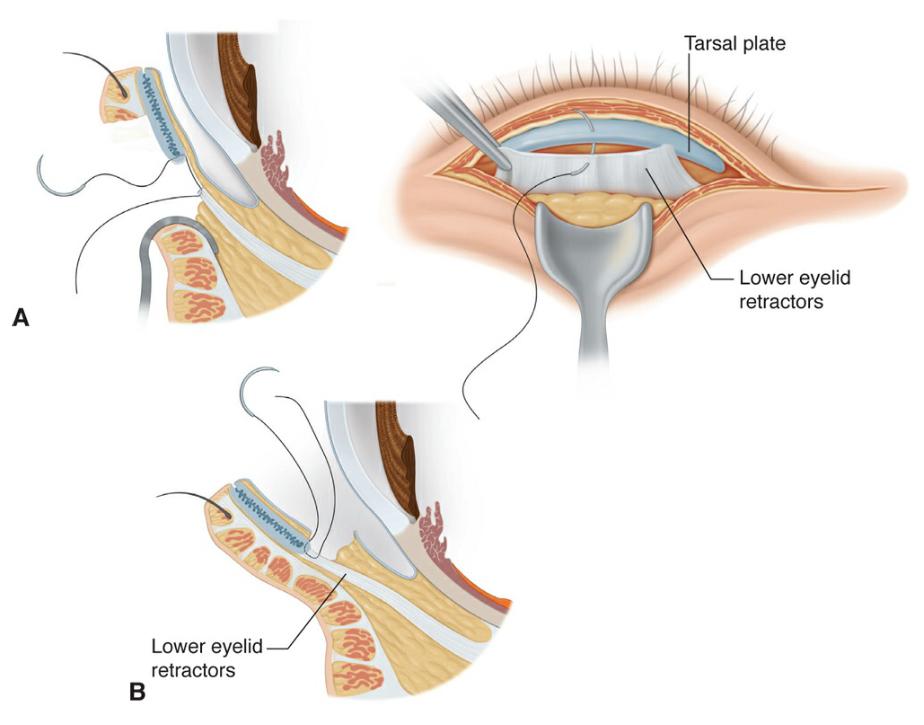 Tarsal plate
Lower eyelid
retractors
A
Lower eyelid
retractors
B